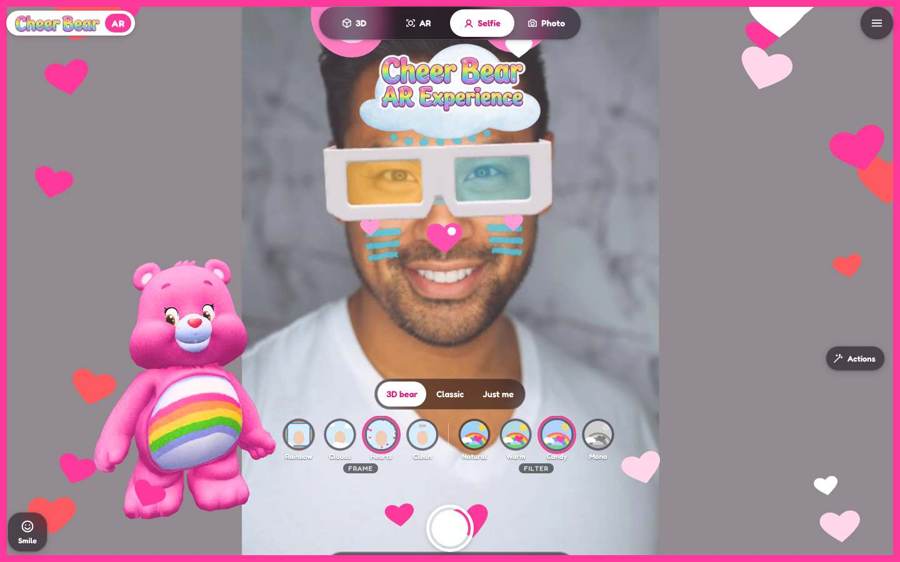 Cheer Bear AR
3D
AR
Selfie
Photo
Cheer Bear
AR Experience
Actions
3D bear
Classic
Just me
Rainbow
Clouds
Hearts
Clean
Natural
Warm
Candy
Mono
FRAME
FILTER
Smile